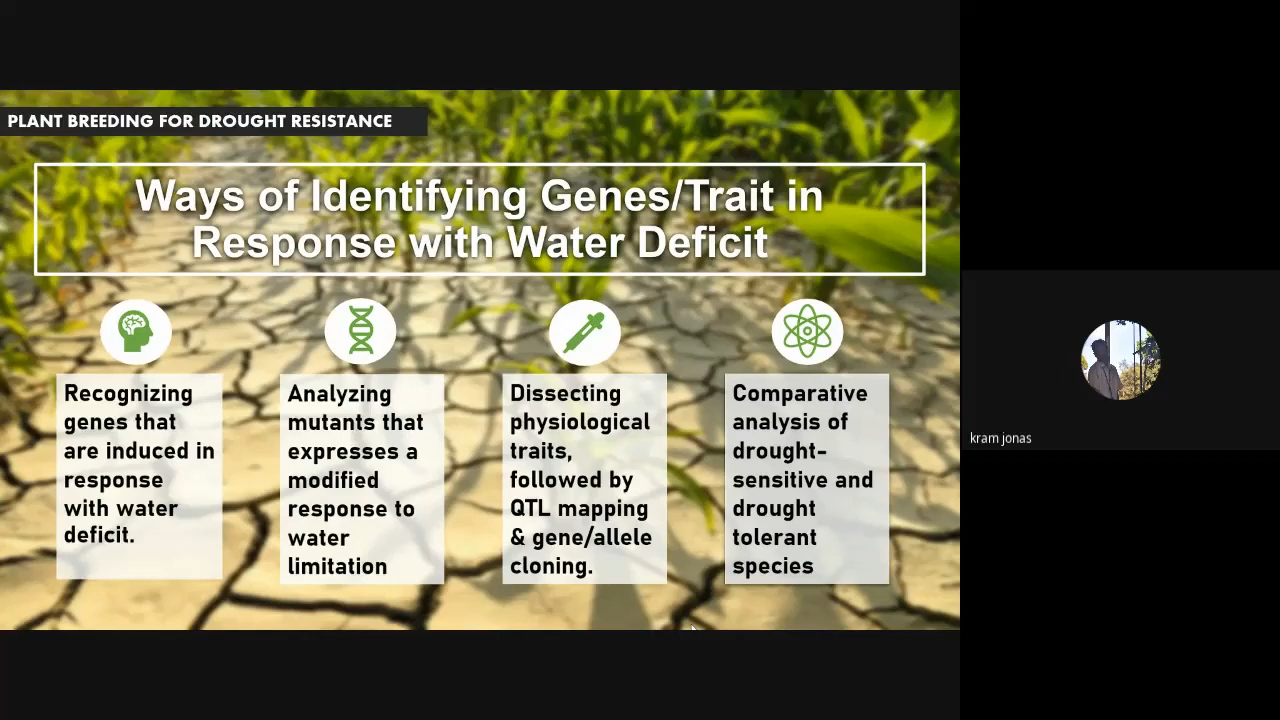 PLANT BREEDING FOR DROUGHT RESISTANCE
Ways of Identifying Genes/Trait in
Response with Water Deficit
Recognizing
genes that
are induced in
response
with water
deficit.
Analyzing
mutants that
expresses a
modified
response to
water
limitation
Dissecting
physiological
traits,
followed by
QTL mapping
& gene/allele
cloning.
Comparative
analysis of
drought-
sensitive and
drought
tolerant
species
kram jonas